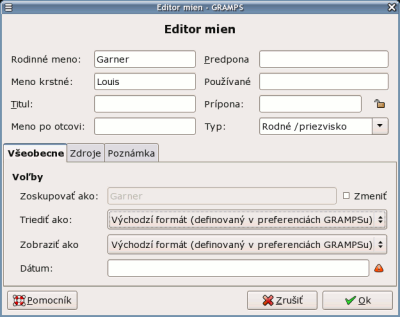 Editor mien - GRAMPS
Editor mien
Rodinné meno: Garner Predpona
Meno krstné: Louis Používané
Titul: Prípona:
Meno po otcovi: Typ: Rodné /priezvisko
Všeobecne Zdroje Poznámka
Voľby
Zoskupovať ako: Garner Zmeniť
Triediť ako: Východzí formát (definovaný v preferenciách GRAMPSu)
Zobraziť ako Východzí formát (definovaný v preferenciách GRAMPSu)
Dátum:
Pomocník Zrušiť Ok